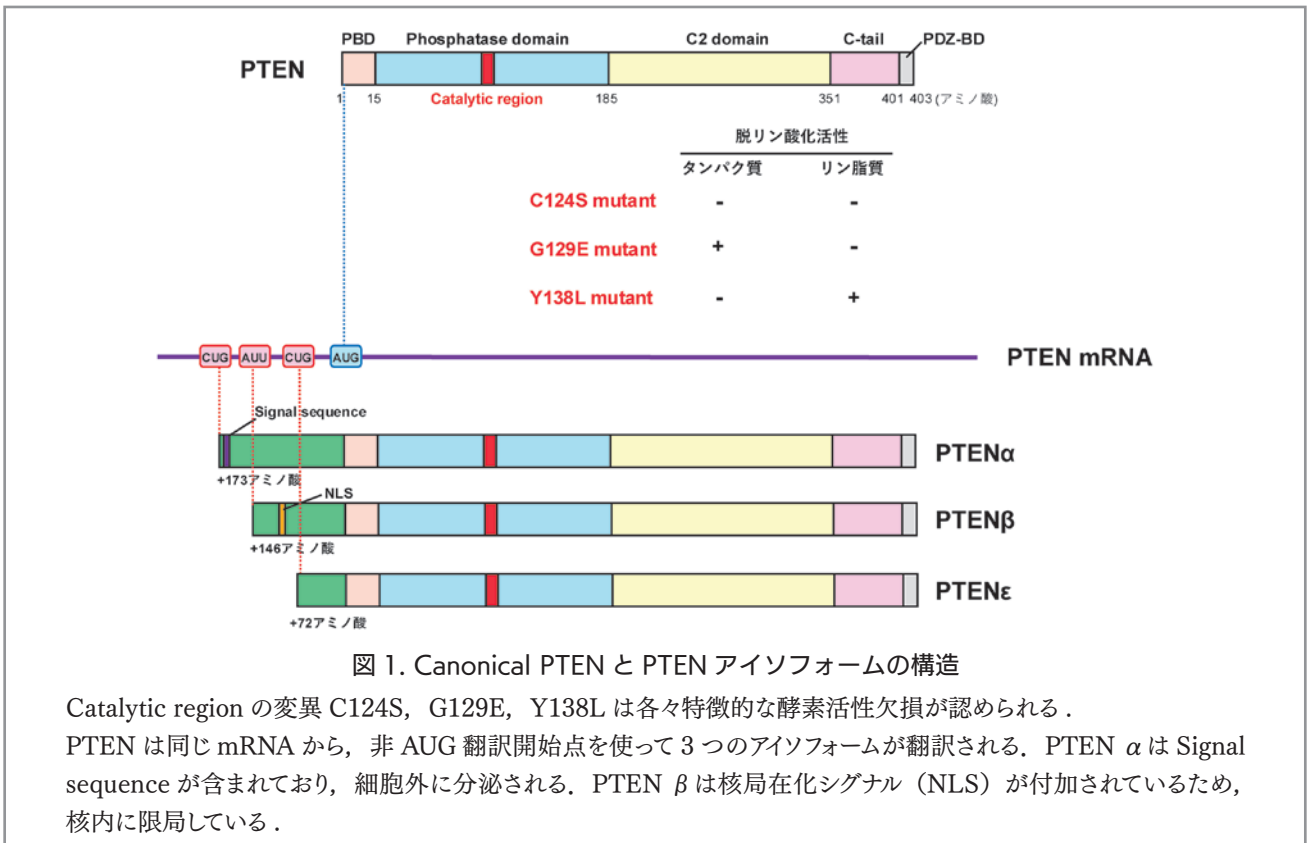 PBD Phosphatase domain C2 domain C-tail PDZ-BD
PTEN
1 15 Catalytic region 185 351 401 403 (アミノ酸)
脱リン酸化活性
タンパク質 リン脂質
C124S mutant - -
G129E mutant + -
Y138L mutant - +
CUG AUU CUG AUG PTEN mRNA
Signal sequence
PTENα
+173アミノ酸
NLS
PTENβ
+146アミノ酸
PTENε
+72アミノ酸
図 1. Canonical PTEN と PTEN アイソフォームの構造
Catalytic region の変異 C124S，G129E，Y138L は各々特徴的な酵素活性欠損が認められる．
PTEN は同じ mRNA から，非 AUG 翻訳開始点を使って 3 つのアイソフォームが翻訳される．PTEN α は Signal
sequence が含まれており，細胞外に分泌される．PTEN β は核局在化シグナル（NLS）が付加されているため，
核内に限局している．